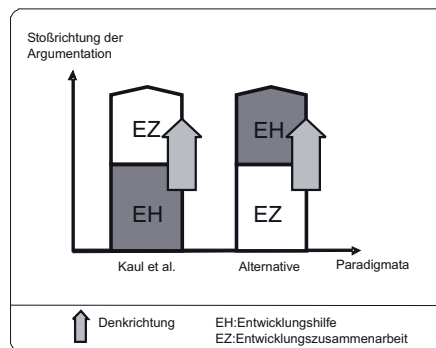 Stoßrichtung der
Argumentation
EZ
EH
EH
EZ
Kaul et al.
Alternative
Paradigmata
Denkrichtung
EH:Entwicklungshilfe
EZ:Entwicklungszusammenarbeit